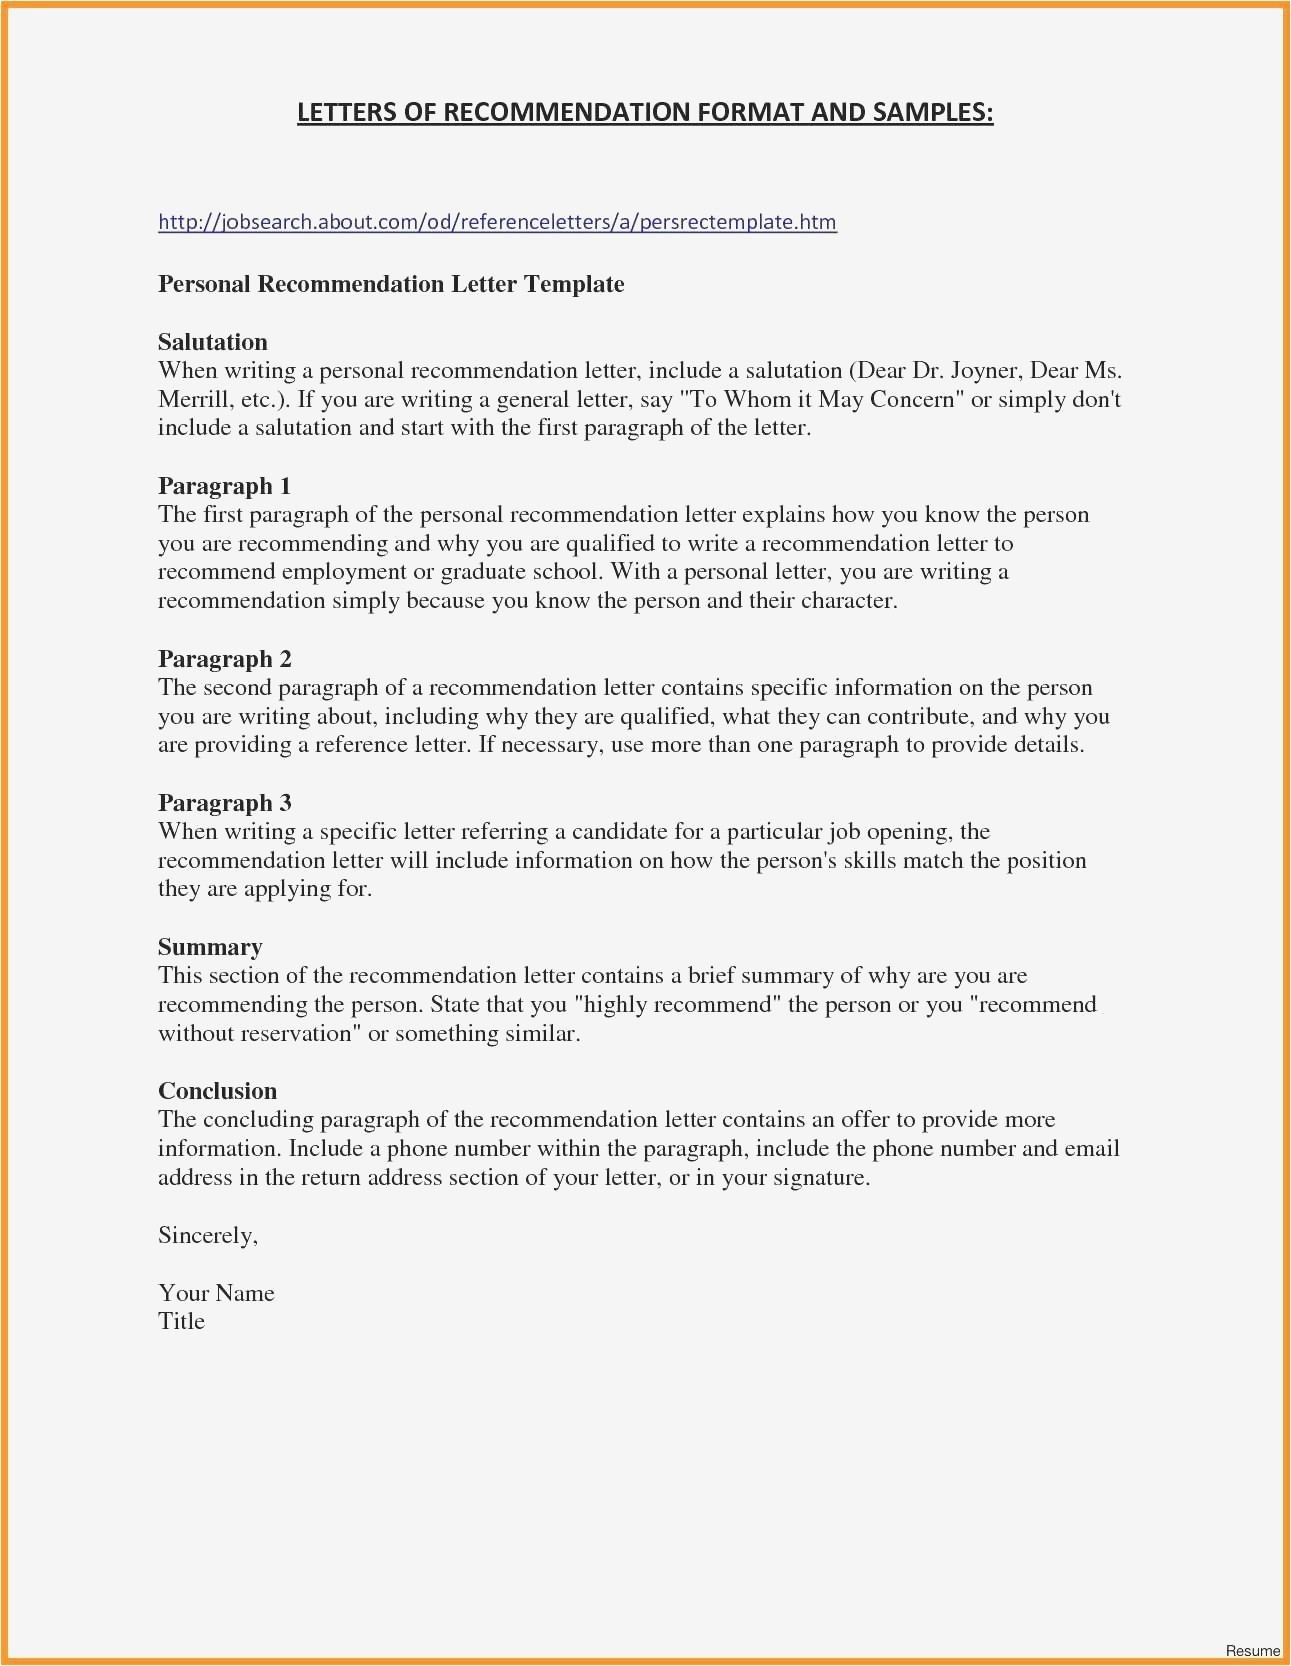 LETTERS OF RECOMMENDATION FORMAT AND SAMPLES:
http://jobsearch.about.com/od/referenceletters/a/persrectemplate.htm
Personal Recommendation Letter Template
Salutation
When writing a personal recommendation letter, include a salutation (Dear Dr. Joyner, Dear Ms.
Merrill, etc.). If you are writing a general letter, say "To Whom it May Concern" or simply don't
include a salutation and start with the first paragraph of the letter.
Paragraph 1
The first paragraph of the personal recommendation letter explains how you know the person
you are recommending and why you are qualified to write a recommendation letter to
recommend employment or graduate school. With a personal letter, you are writing a
recommendation simply because you know the person and their character.
Paragraph 2
The second paragraph of a recommendation letter contains specific information on the person
you are writing about, including why they are qualified, what they can contribute, and why you
are providing a reference letter. If necessary, use more than one paragraph to provide details.
Paragraph 3
When writing a specific letter referring a candidate for a particular job opening, the
recommendation letter will include information on how the person's skills match the position
they are applying for.
Summary
This section of the recommendation letter contains a brief summary of why are you are
recommending the person. State that you "highly recommend" the person or you "recommend
without reservation" or something similar.
Conclusion
The concluding paragraph of the recommendation letter contains an offer to provide more
information. Include a phone number within the paragraph, include the phone number and email
address in the return address section of your letter, or in your signature.
Sincerely,
Your Name
Title
Resume